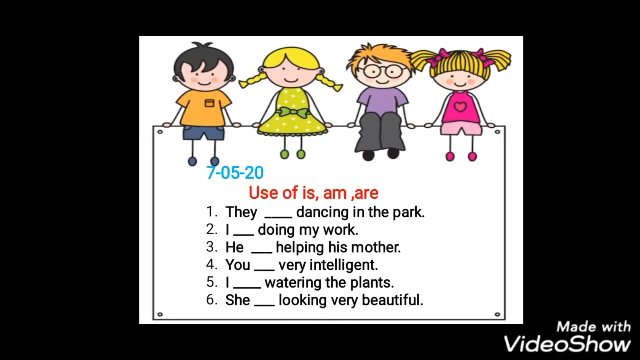 7-05-20
Use of is, am ,are
1. They ____ dancing in the park.
2. I ___ doing my work.
3. He ___ helping his mother.
4. You ___ very intelligent.
5. I ____ watering the plants.
6. She ___ looking very beautiful.
Made with
VideoShow